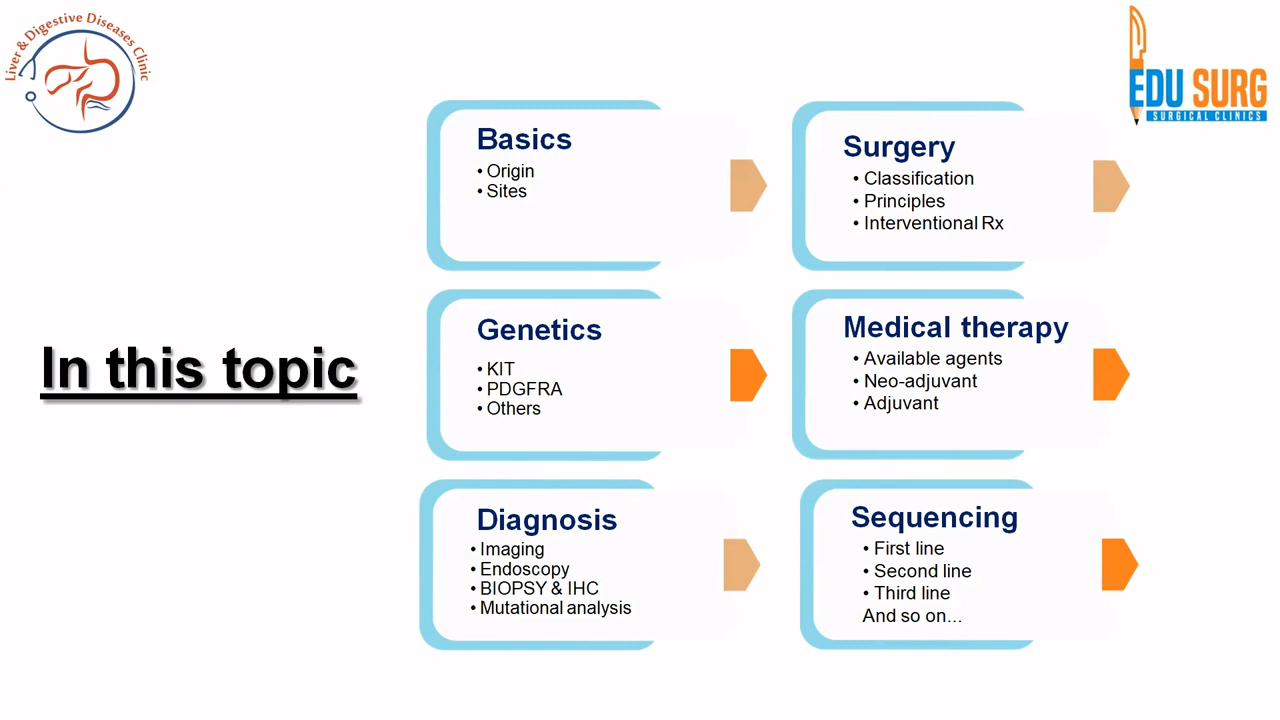 Liver & Digestive Diseases Clinic
EDU SURG
SURGICAL CLINICS
In this topic
Basics
• Origin
• Sites
Genetics
• KIT
• PDGFRA
• Others
Diagnosis
• Imaging
• Endoscopy
• BIOPSY & IHC
• Mutational analysis
Surgery
• Classification
• Principles
• Interventional Rx
Medical therapy
• Available agents
• Neo-adjuvant
• Adjuvant
Sequencing
• First line
• Second line
• Third line
And so on...